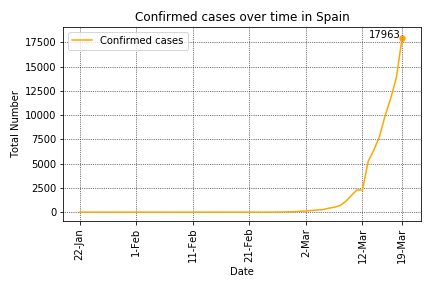 Confirmed cases over time in Spain
Confirmed cases
17963
17500
15000
12500
10000
7500
5000
2500
0
Total Number
22-Jan
1-Feb
11-Feb
21-Feb
2-Mar
12-Mar
19-Mar
Date